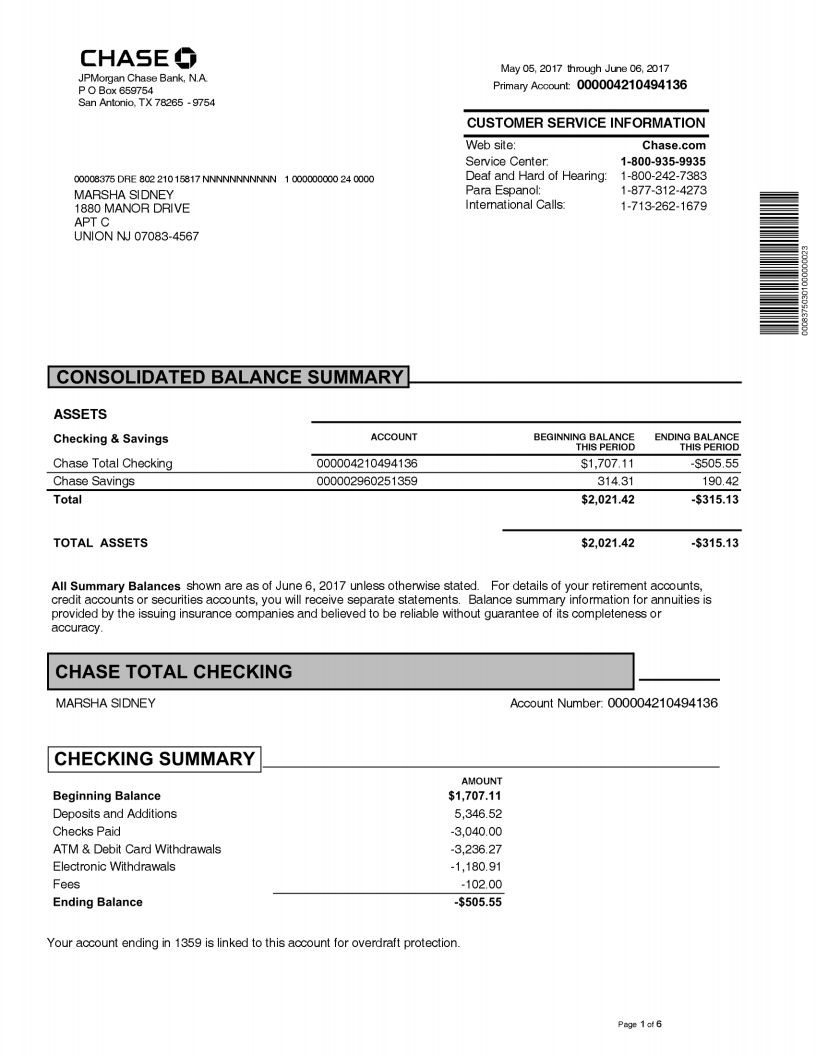 CHASE
JPMorgan Chase Bank, N.A.
P O Box 659754
San Antonio, TX 78265 - 9754
May 05, 2017 through June 06, 2017
Primary Account: 000004210494136
CUSTOMER SERVICE INFORMATION
Web site: Chase.com
Service Center: 1-800-935-9935
Deaf and Hard of Hearing: 1-800-242-7383
Para Espanol: 1-877-312-4273
International Calls: 1-713-262-1679
00008375 DRE 802 210 15817 NNNNNNNNNNN 1 000000000 24 0000
MARSHA SIDNEY
1880 MANOR DRIVE
APT C
UNION NJ 07083-4567
00083750301000000023
CONSOLIDATED BALANCE SUMMARY
ASSETS
Checking & Savings ACCOUNT BEGINNING BALANCE THIS PERIOD ENDING BALANCE THIS PERIOD
Chase Total Checking 000004210494136 $1,707.11 -$505.55
Chase Savings 000002960251359 314.31 190.42
Total $2,021.42 -$315.13
TOTAL ASSETS $2,021.42 -$315.13
All Summary Balances shown are as of June 6, 2017 unless otherwise stated. For details of your retirement accounts,
credit accounts or securities accounts, you will receive separate statements. Balance summary information for annuities is
provided by the issuing insurance companies and believed to be reliable without guarantee of its completeness or
accuracy.
CHASE TOTAL CHECKING
MARSHA SIDNEY Account Number: 000004210494136
CHECKING SUMMARY
AMOUNT
Beginning Balance $1,707.11
Deposits and Additions 5,346.52
Checks Paid -3,040.00
ATM & Debit Card Withdrawals -3,236.27
Electronic Withdrawals -1,180.91
Fees -102.00
Ending Balance -$505.55
Your account ending in 1359 is linked to this account for overdraft protection.
Page 1 of 6